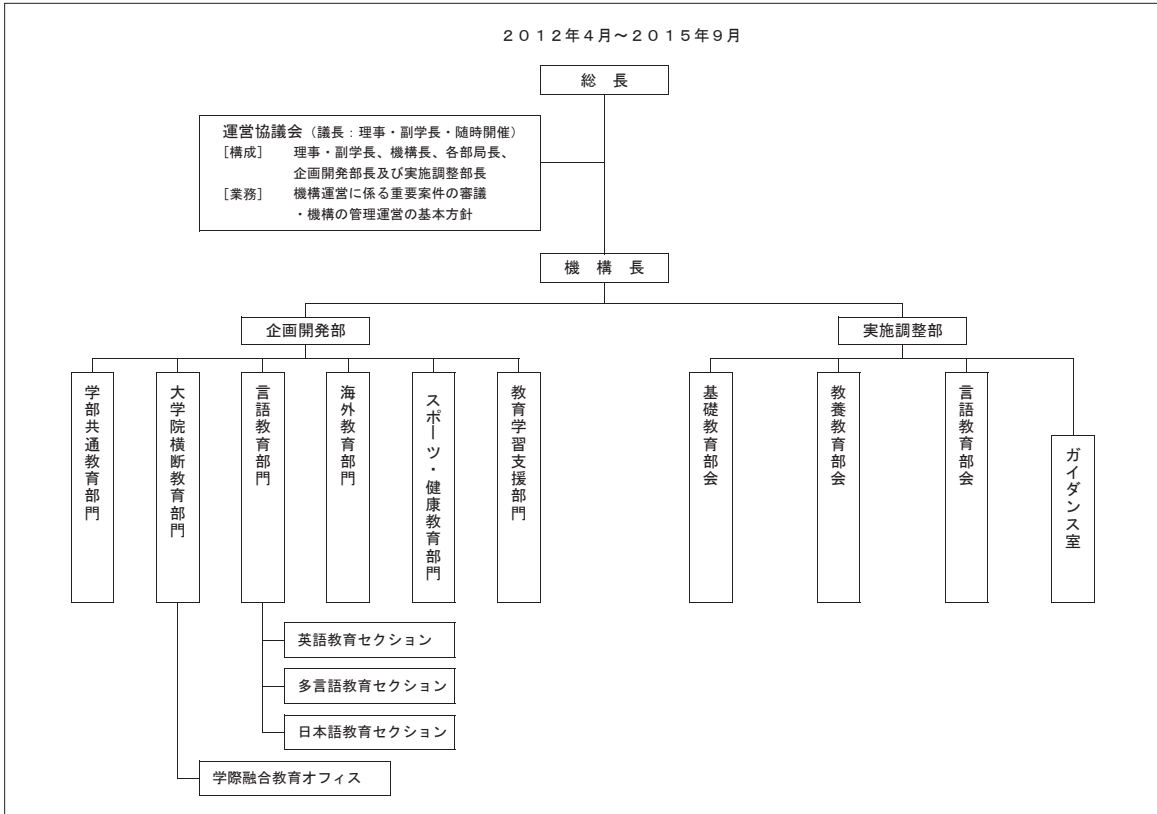 ２０１２年４月～２０１５年９月
総　長
運営協議会（議長：理事・副学長・随時開催）
［構成］　理事・副学長、機構長、各部局長、
企画開発部長及び実施調整部長
［業務］　機構運営に係る重要案件の審議
・機構の管理運営の基本方針
機　構　長
企画開発部
実施調整部
学部共通教育部門
大学院横断教育部門
言語教育部門
海外教育部門
スポーツ・健康教育部門
教育学習支援部門
基礎教育部会
教養教育部会
言語教育部会
ガイダンス室
英語教育セクション
多言語教育セクション
日本語教育セクション
学際融合教育オフィス